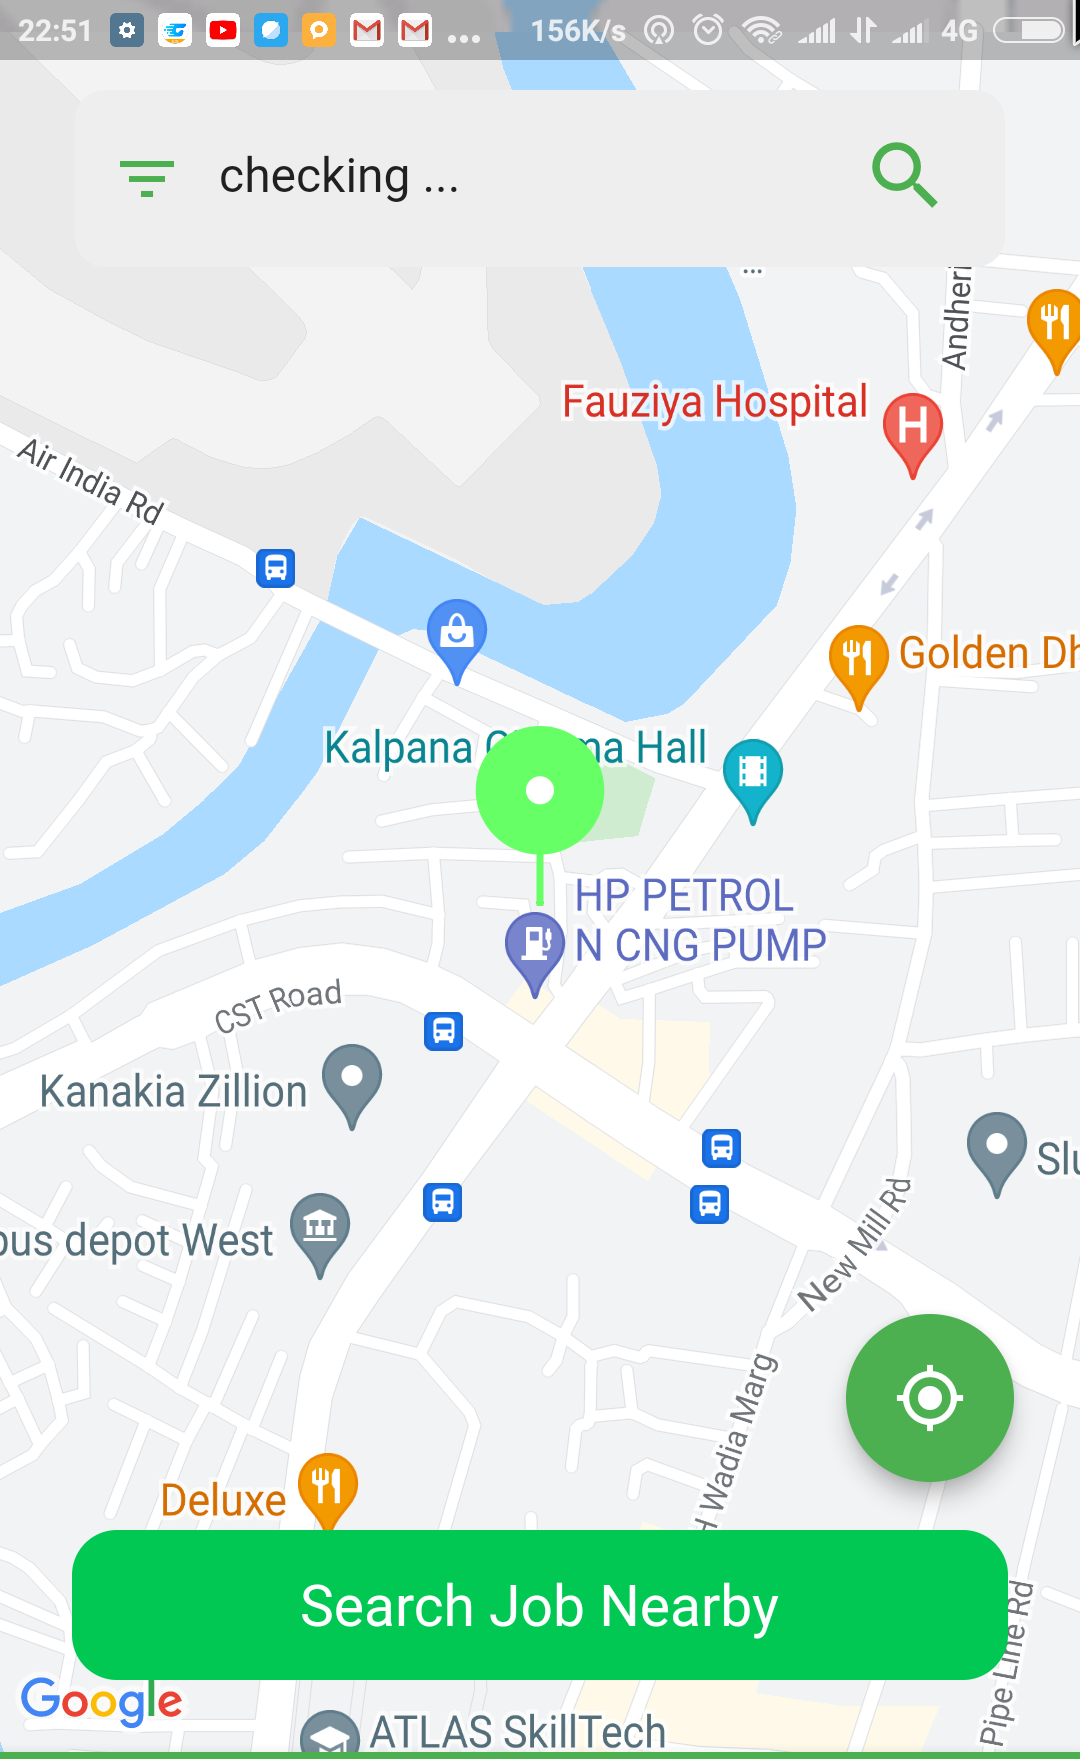 22:51 ... 156K/s 4G
checking ...
...
Andheri
Fauziya Hospital
H
Air India Rd
Golden Dh
Kalpana Hall
HP PETROL
N CNG PUMP
CST Road
Kanakia Zillion
Slu
bus depot West
New Mill Rd
H Wadia Marg
Deluxe
Search Job Nearby
Pipe Line Rd
Google
ATLAS SkillTech